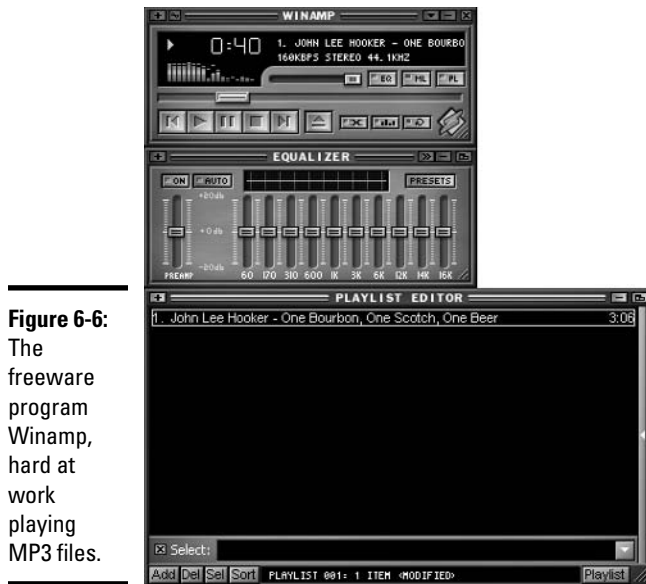 WINAMP
0:40
1. JOHN LEE HOOKER - ONE BOURBO
160KBPS STEREO 44.1KHZ
EQ ML PL
EQUALIZER
ON AUTO PRESETS
+20db
+0db
-20db
PREAMP 60 170 310 600 1K 3K 6K 12K 14K 16K
PLAYLIST EDITOR
1. John Lee Hooker - One Bourbon, One Scotch, One Beer 3:06
Select:
Add Del Sel Sort PLAYLIST 001: 1 ITEM <MODIFIED> Playlist
Figure 6-6:
The
freeware
program
Winamp,
hard at
work
playing
MP3 files.